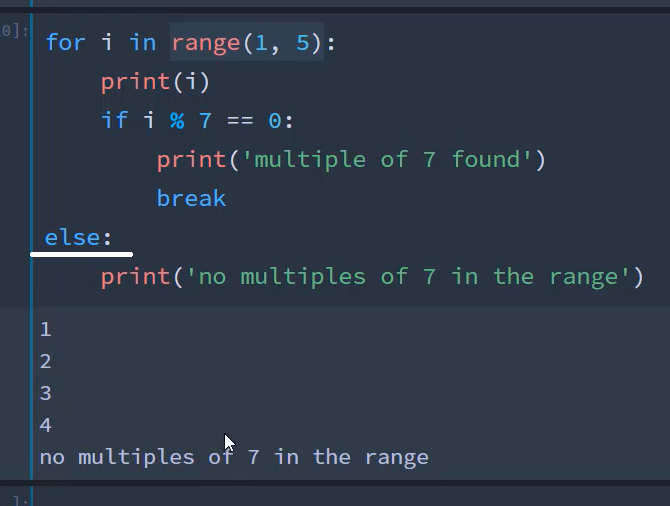 0]:
for i in range(1, 5):
    print(i)
    if i % 7 == 0:
        print('multiple of 7 found')
        break
else:
    print('no multiples of 7 in the range')
1
2
3
4
no multiples of 7 in the range
]: